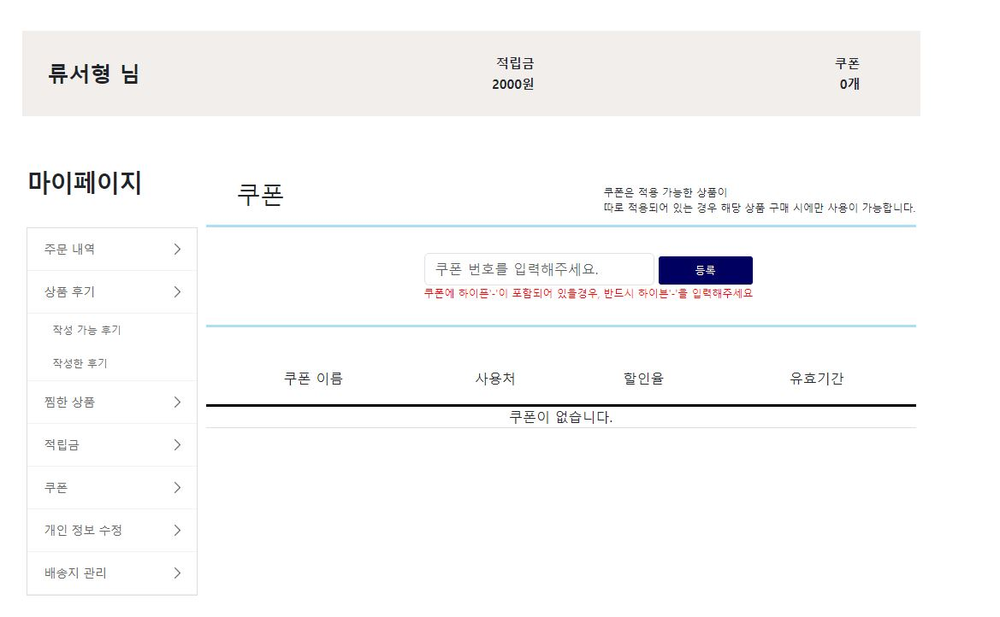 류서형 님
적립금
2000원
쿠폰
0개
마이페이지
주문 내역
상품 후기
작성 가능 후기
작성한 후기
찜한 상품
적립금
쿠폰
개인 정보 수정
배송지 관리
쿠폰
쿠폰은 적용 가능한 상품이
따로 적용되어 있는 경우 해당 상품 구매 시에만 사용이 가능합니다.
쿠폰 번호를 입력해주세요. 등록
쿠폰에 하이픈'-'이 포함되어 있을경우, 반드시 하이픈'-'을 입력해주세요
쿠폰 이름 사용처 할인율 유효기간
쿠폰이 없습니다.